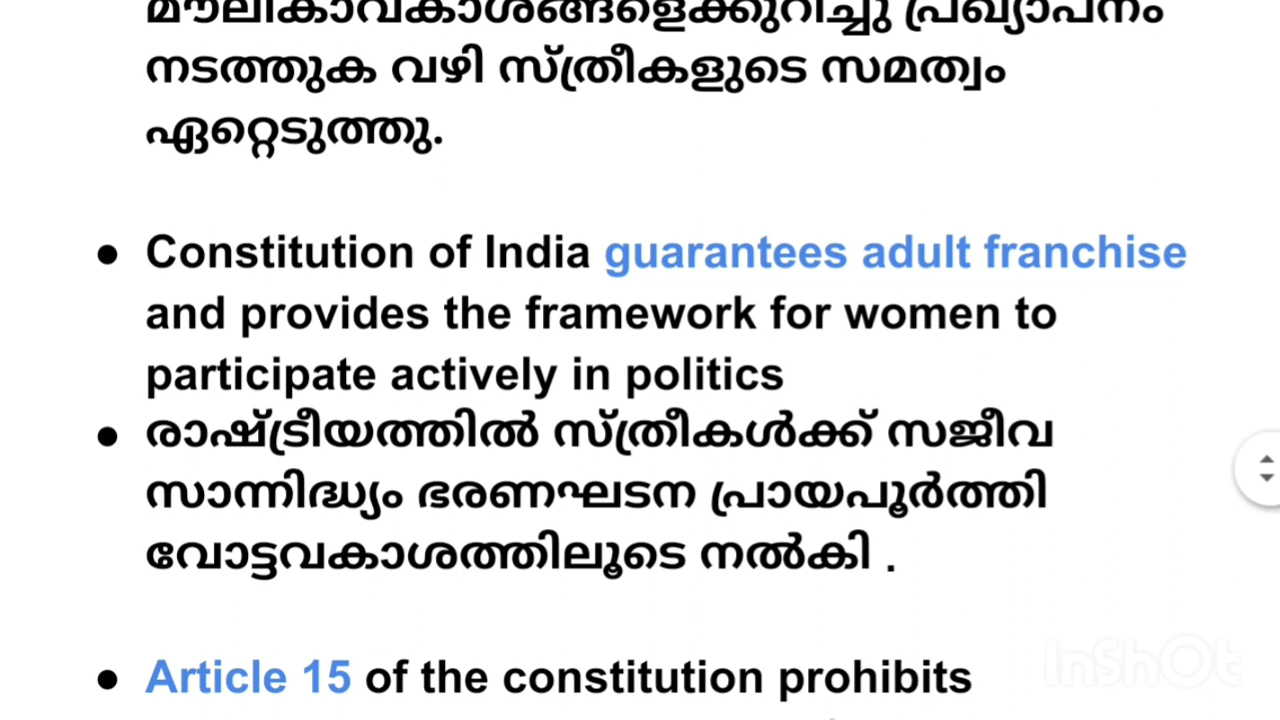 മൗലികാവകാശങ്ങളെക്കുറിച്ചു പ്രഖ്യാപനം
നടത്തുക വഴി സ്ത്രീകളുടെ സമത്വം
ഏറ്റെടുത്തു.
● Constitution of India guarantees adult franchise
and provides the framework for women to
participate actively in politics
● രാഷ്ട്രീയത്തിൽ സ്ത്രീകൾക്ക് സജീവ
സാന്നിദ്ധ്യം ഭരണഘടന പ്രായപൂർത്തി
വോട്ടവകാശത്തിലൂടെ നൽകി .
● Article 15 of the constitution prohibits
InShOt